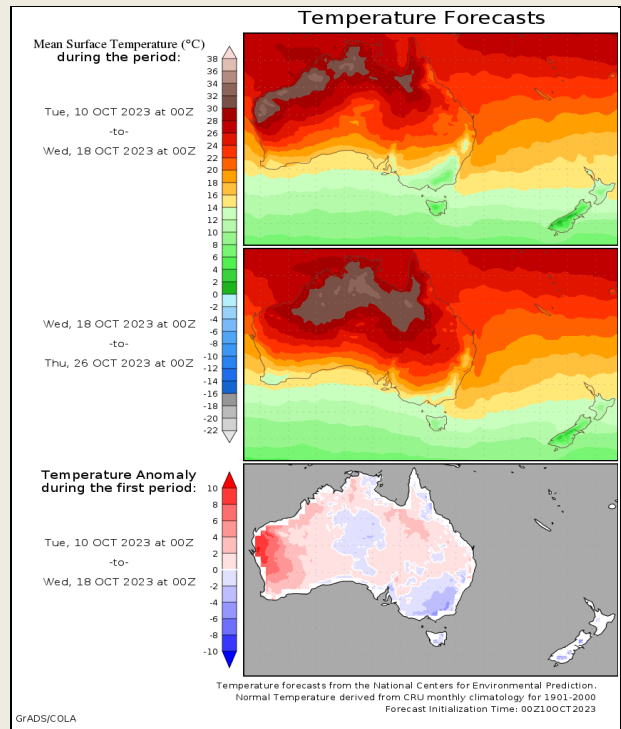 Temperature Forecasts
Mean Surface Temperature (°C)
during the period:
38
36
34
32
30
28
26
24
22
20
18
16
14
12
10
8
6
4
2
0
-2
-4
-6
-8
-10
-12
-14
-16
-18
-20
-22
Tue, 10 OCT 2023 at 00Z
-to-
Wed, 18 OCT 2023 at 00Z
Wed, 18 OCT 2023 at 00Z
-to-
Thu, 26 OCT 2023 at 00Z
Temperature Anomaly
during the first period:
10
8
6
4
2
0
-2
-4
-6
-8
-10
Tue, 10 OCT 2023 at 00Z
-to-
Wed, 18 OCT 2023 at 00Z
Temperature forecasts from the National Centers for Environmental Prediction.
Normal Temperature derived from CRU monthly climatology for 1901-2000
Forecast Initialization Time: 00Z10OCT2023
GrADS/COLA